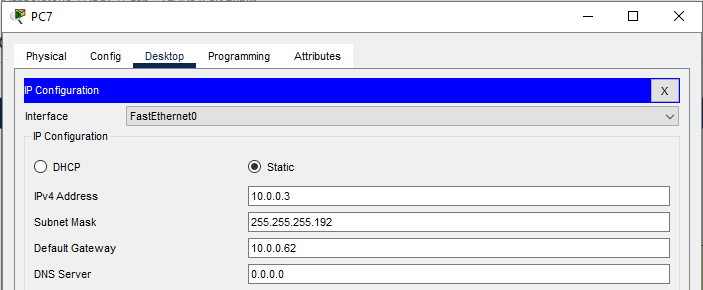 PC7
Physical Config Desktop Programming Attributes
IP Configuration X
Interface FastEthernet0
IP Configuration
DHCP Static
IPv4 Address 10.0.0.3
Subnet Mask 255.255.255.192
Default Gateway 10.0.0.62
DNS Server 0.0.0.0